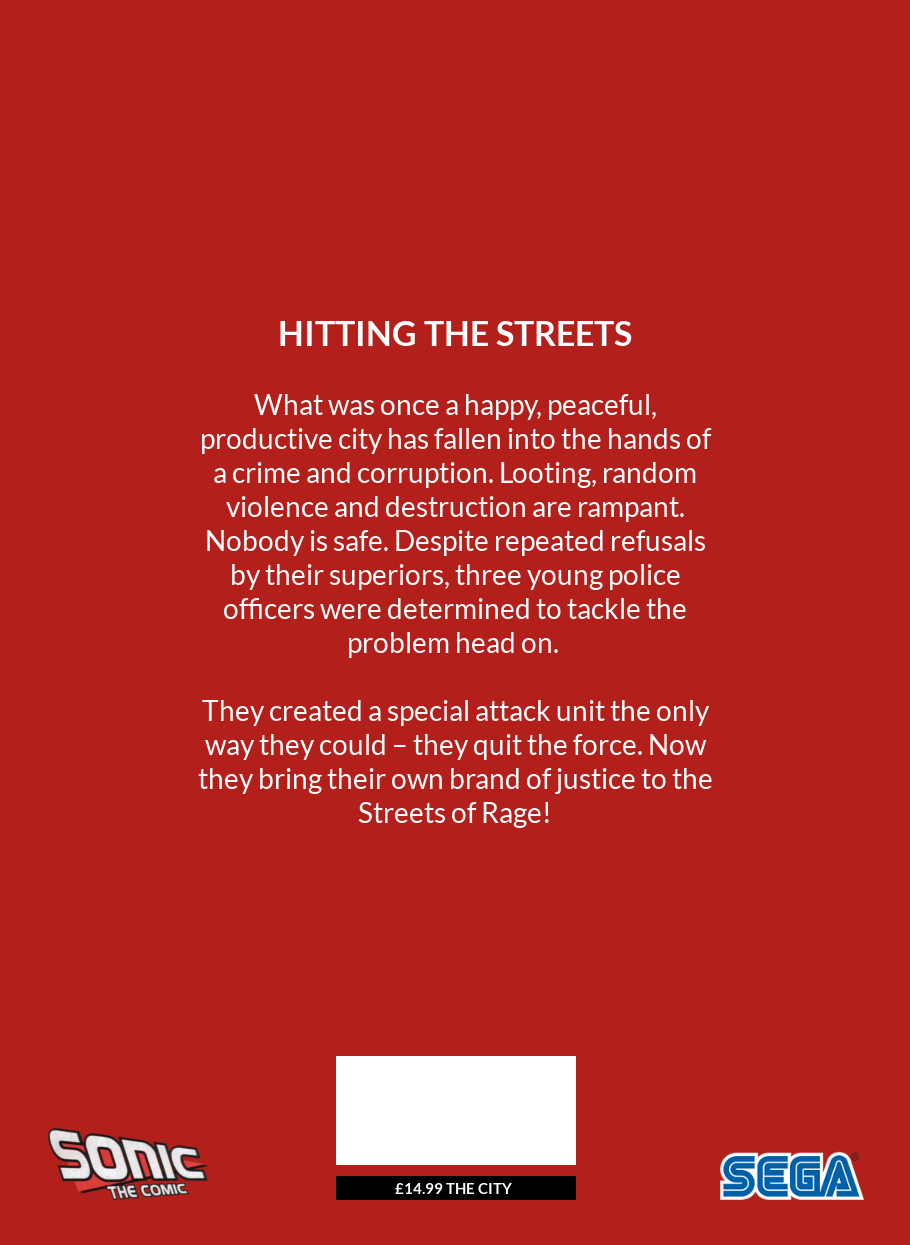 HITTING THE STREETS
What was once a happy, peaceful,
productive city has fallen into the hands of
a crime and corruption. Looting, random
violence and destruction are rampant.
Nobody is safe. Despite repeated refusals
by their superiors, three young police
officers were determined to tackle the
problem head on.
They created a special attack unit the only
way they could – they quit the force. Now
they bring their own brand of justice to the
Streets of Rage!
SONIC
THE COMIC
£14.99 THE CITY
SEGA®